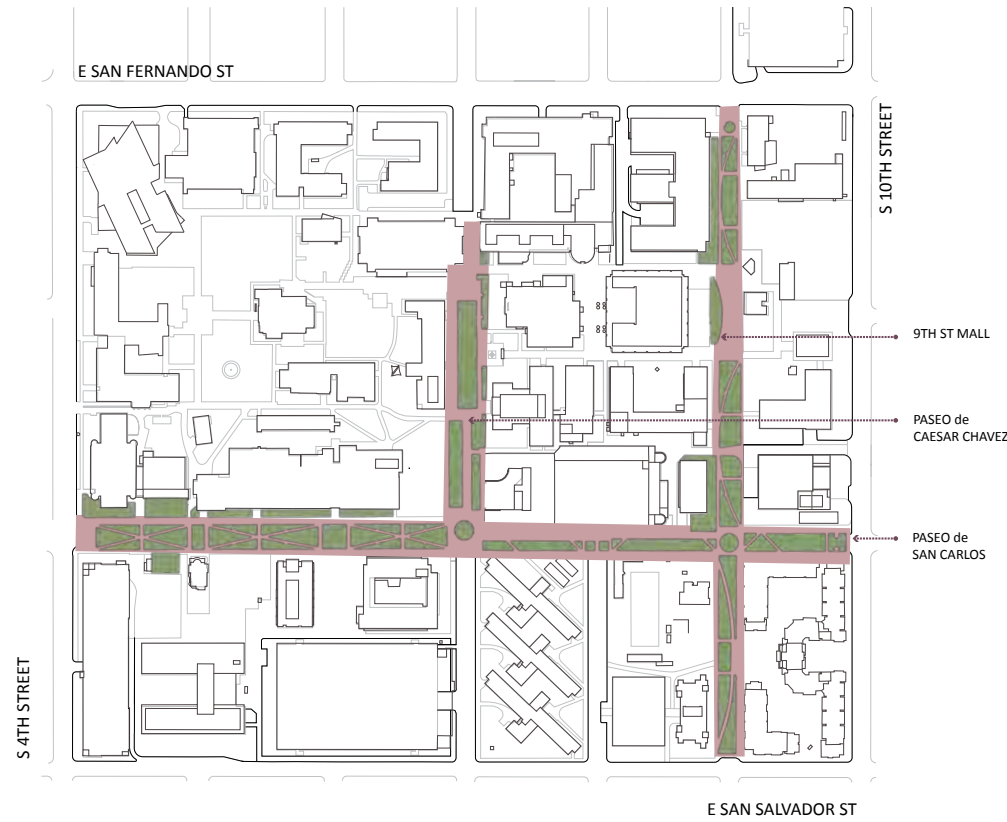 E SAN FERNANDO ST
S 10TH STREET
9TH ST MALL
PASEO de
CAESAR CHAVEZ
PASEO de
SAN CARLOS
S 4TH STREET
E SAN SALVADOR ST